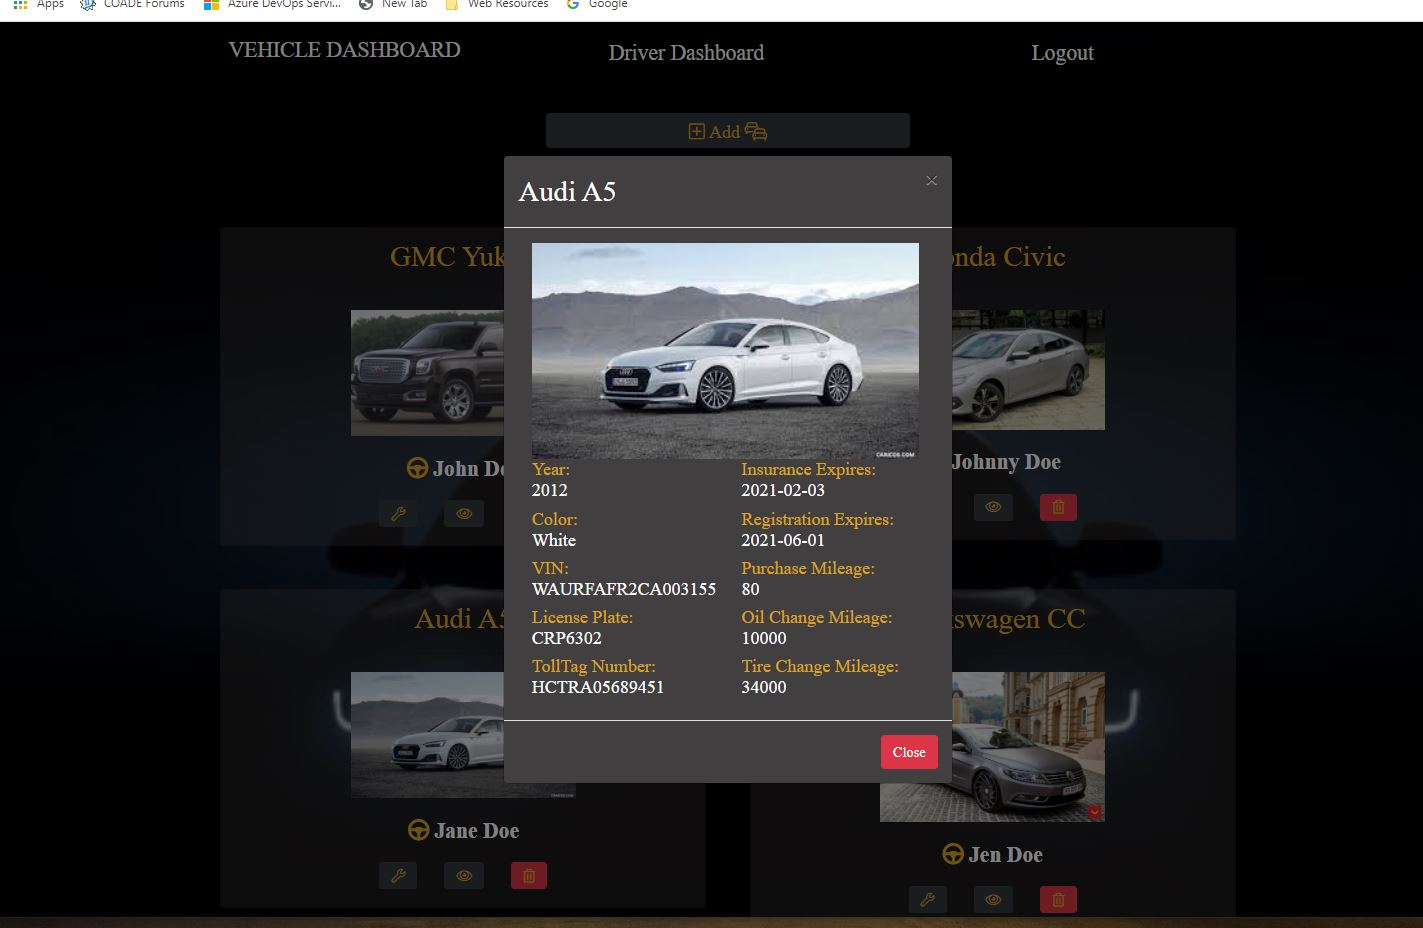 Apps COADE Forums Azure DevOps Servi... New Tab Web Resources Google
VEHICLE DASHBOARD Driver Dashboard Logout
Add
Audi A5 ×
GMC Yuk
onda Civic
CARICOS.COM
John Do
Johnny Doe
Year:
2012
Insurance Expires:
2021-02-03
Color:
White
Registration Expires:
2021-06-01
VIN:
WAURFAFR2CA003155
Purchase Mileage:
80
License Plate:
CRP6302
Oil Change Mileage:
10000
TollTag Number:
HCTRA05689451
Tire Change Mileage:
34000
Close
Audi A5
swagen CC
Jane Doe
Jen Doe